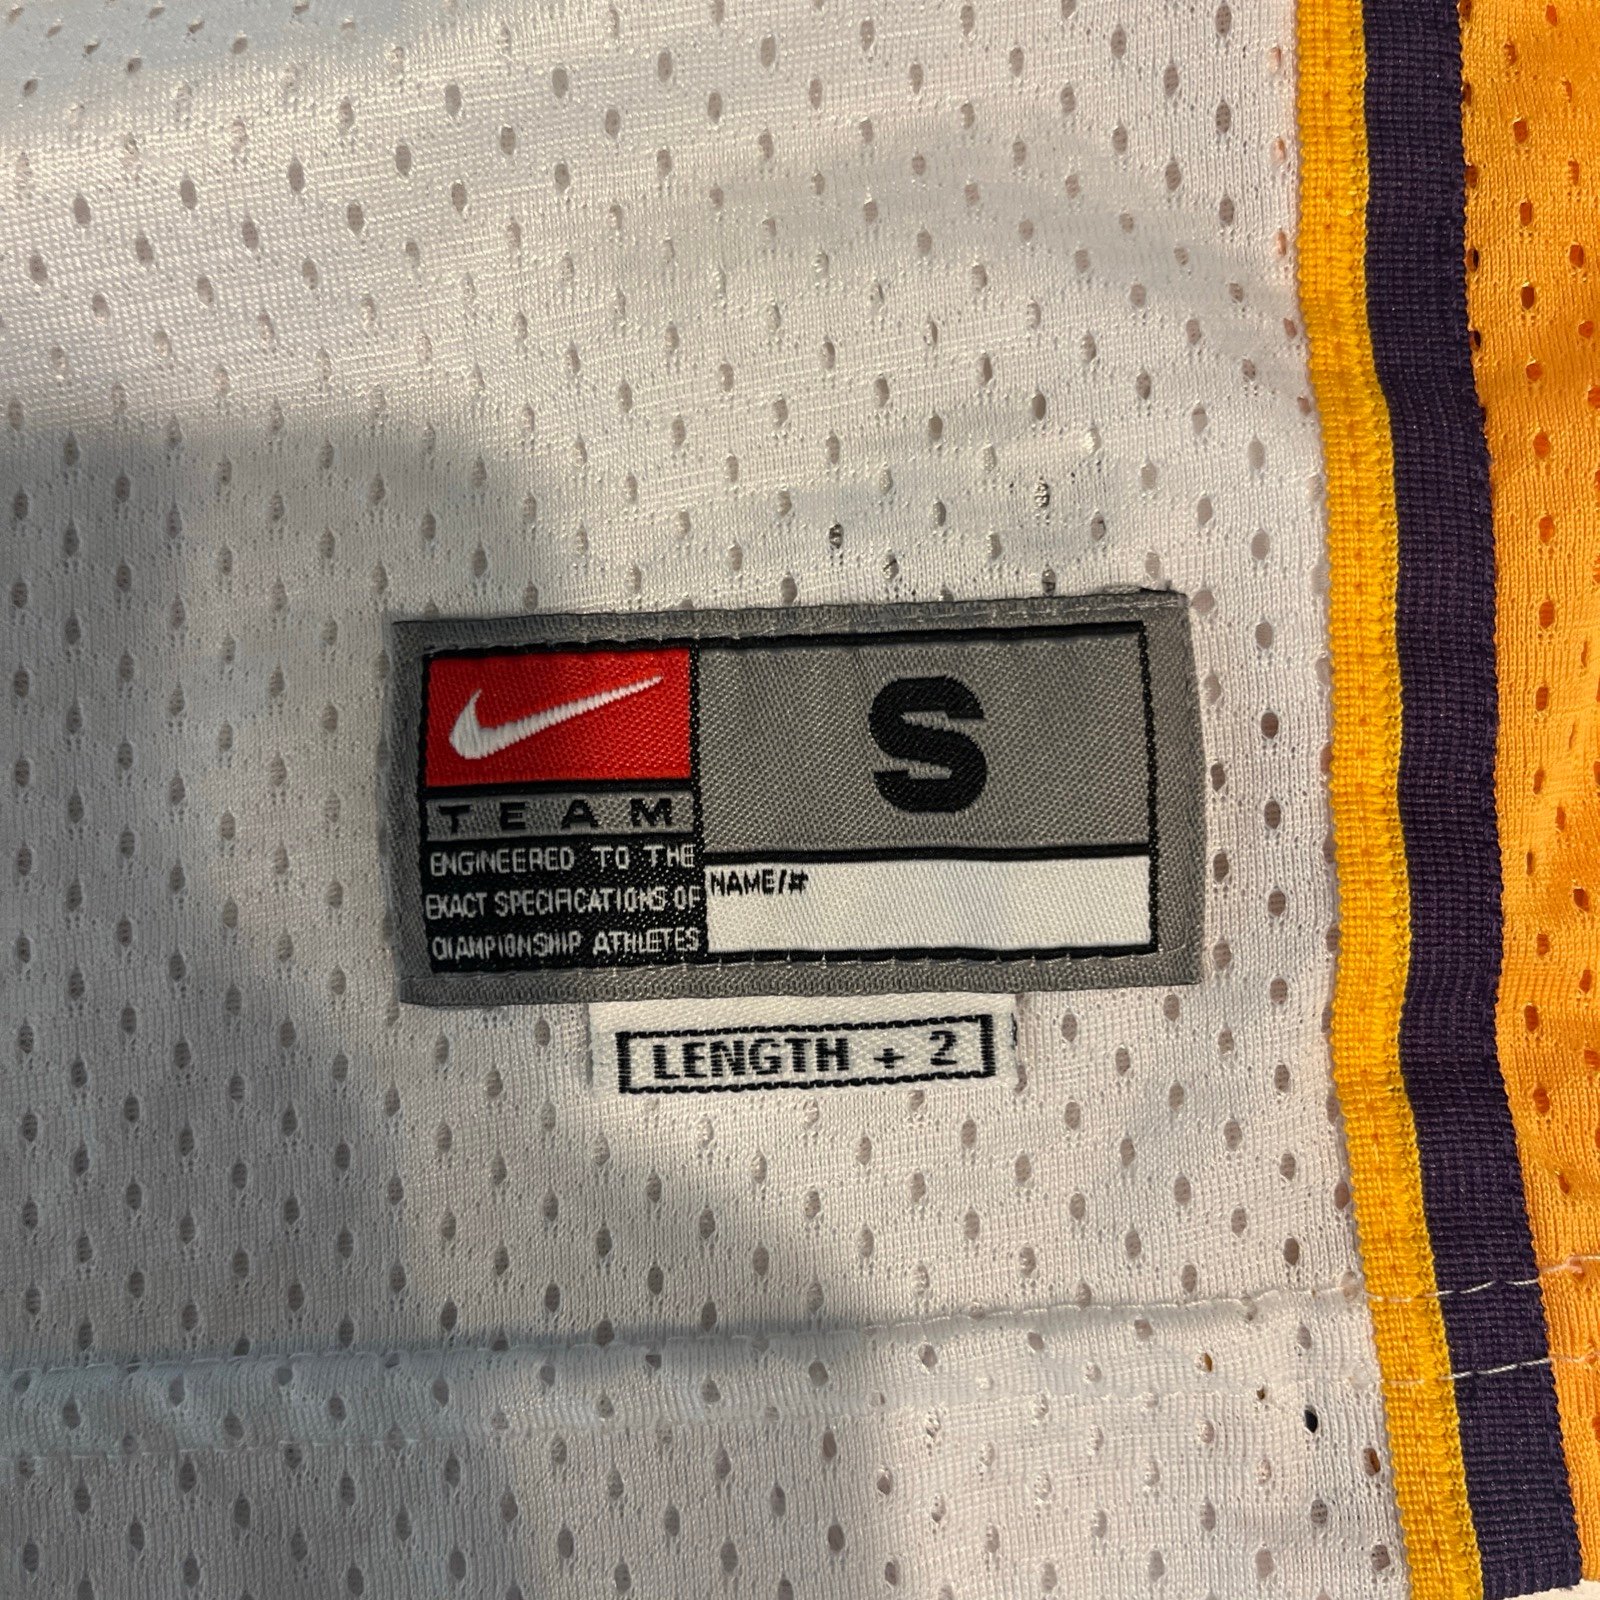 S
TEAM
ENGINEERED TO THE
EXACT SPECIFICATIONS OF
CHAMPIONSHIP ATHLETES
NAME/#
LENGTH + 2